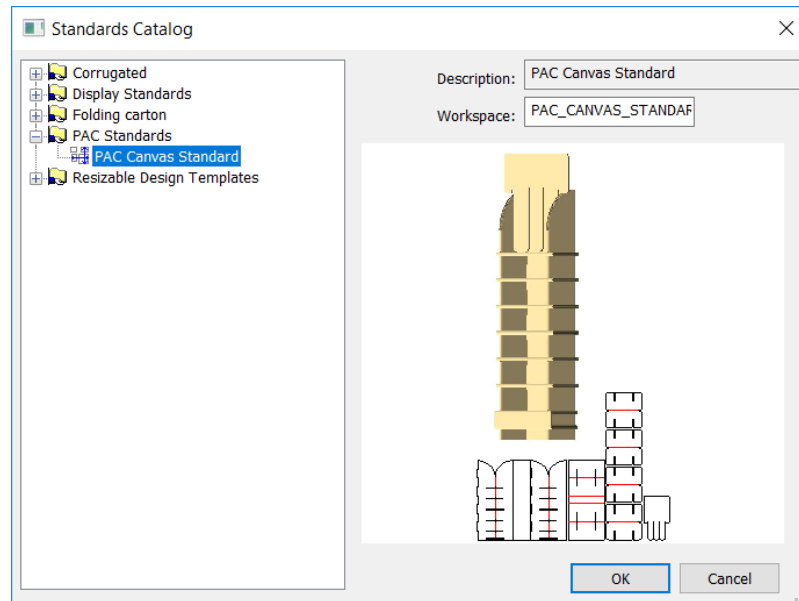 Standards Catalog
Corrugated
Display Standards
Folding carton
PAC Standards
PAC Canvas Standard
Resizable Design Templates
Description: PAC Canvas Standard
Workspace: PAC_CANVAS_STANDAR
OK Cancel